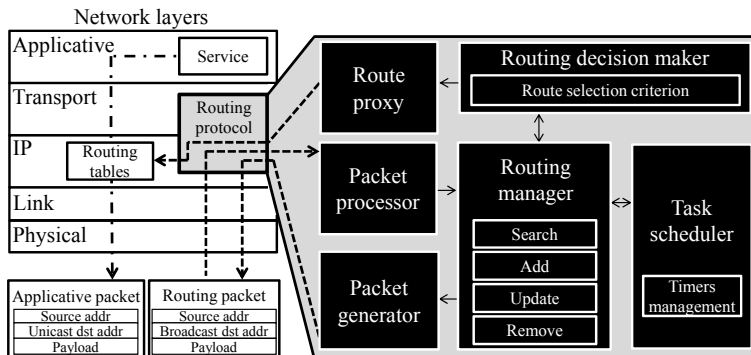 Network layers
Applicative
Service
Transport
Routing
protocol
IP
Routing
tables
Link
Physical
Applicative packet
Source addr
Unicast dst addr
Payload
Routing packet
Source addr
Broadcast dst addr
Payload
Route
proxy
Routing decision maker
Route selection criterion
Packet
processor
Routing
manager
Search
Add
Update
Remove
Task
scheduler
Timers
management
Packet
generator